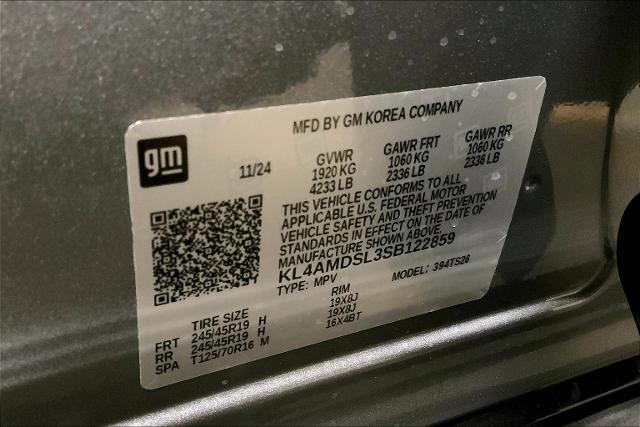 MFD BY GM KOREA COMPANY
gm
11/24
GVWR GAWR FRT GAWR RR
1920 KG 1060 KG 1060 KG
4233 LB 2336 LB 2336 LB
THIS VEHICLE CONFORMS TO ALL
APPLICABLE U.S. FEDERAL MOTOR
VEHICLE SAFETY AND THEFT PREVENTION
STANDARDS IN EFFECT ON THE DATE OF
MANUFACTURE SHOWN ABOVE.
KL4AMDSL3SB122859
TYPE: MPV MODEL: 394TS26
TIRE SIZE RIM
FRT 245/45R19 H 19X8J
RR 245/45R19 H 19X8J
SPA T125/70R16 M 16X4BT